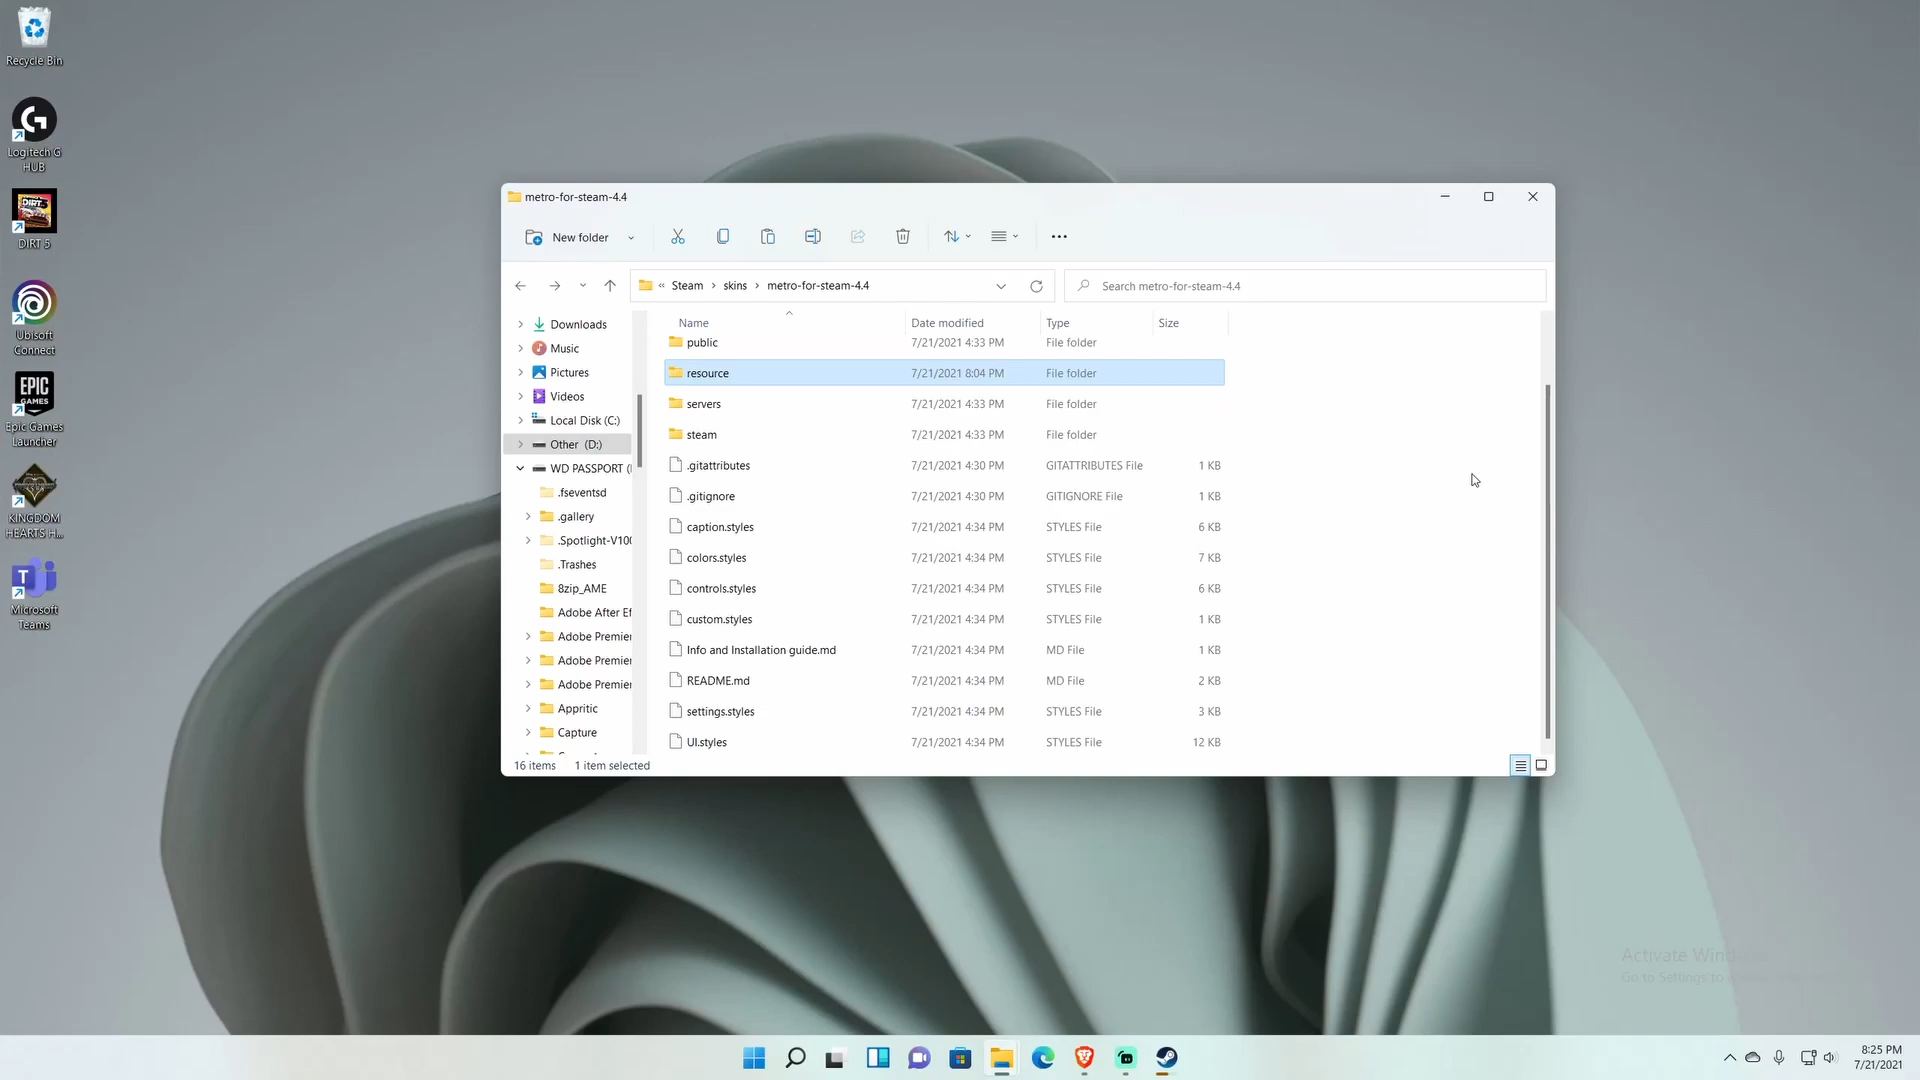 Recycle Bin
Logitech G
HUB
DIRT 5
Ubisoft
Connect
EPIC
GAMES
Epic Games
Launcher
KINGDOM
HEARTS H...
Microsoft
Teams
metro-for-steam-4.4
New folder
« Steam › skins › metro-for-steam-4.4
Search metro-for-steam-4.4
Downloads
Music
Pictures
Videos
Local Disk (C:)
Other (D:)
WD PASSPORT (
.fseventsd
.gallery
.Spotlight-V100
.Trashes
8zip_AME
Adobe After Ef
Adobe Premier
Adobe Premier
Adobe Premier
Appritic
Capture
Name Date modified Type Size
public 7/21/2021 4:33 PM File folder
resource 7/21/2021 8:04 PM File folder
servers 7/21/2021 4:33 PM File folder
steam 7/21/2021 4:33 PM File folder
.gitattributes 7/21/2021 4:30 PM GITATTRIBUTES File 1 KB
.gitignore 7/21/2021 4:30 PM GITIGNORE File 1 KB
caption.styles 7/21/2021 4:34 PM STYLES File 6 KB
colors.styles 7/21/2021 4:34 PM STYLES File 7 KB
controls.styles 7/21/2021 4:34 PM STYLES File 6 KB
custom.styles 7/21/2021 4:34 PM STYLES File 1 KB
Info and Installation guide.md 7/21/2021 4:34 PM MD File 1 KB
README.md 7/21/2021 4:34 PM MD File 2 KB
settings.styles 7/21/2021 4:34 PM STYLES File 3 KB
UI.styles 7/21/2021 4:34 PM STYLES File 12 KB
16 items 1 item selected
Activate Wind
Go to Settings to
8:25 PM
7/21/2021